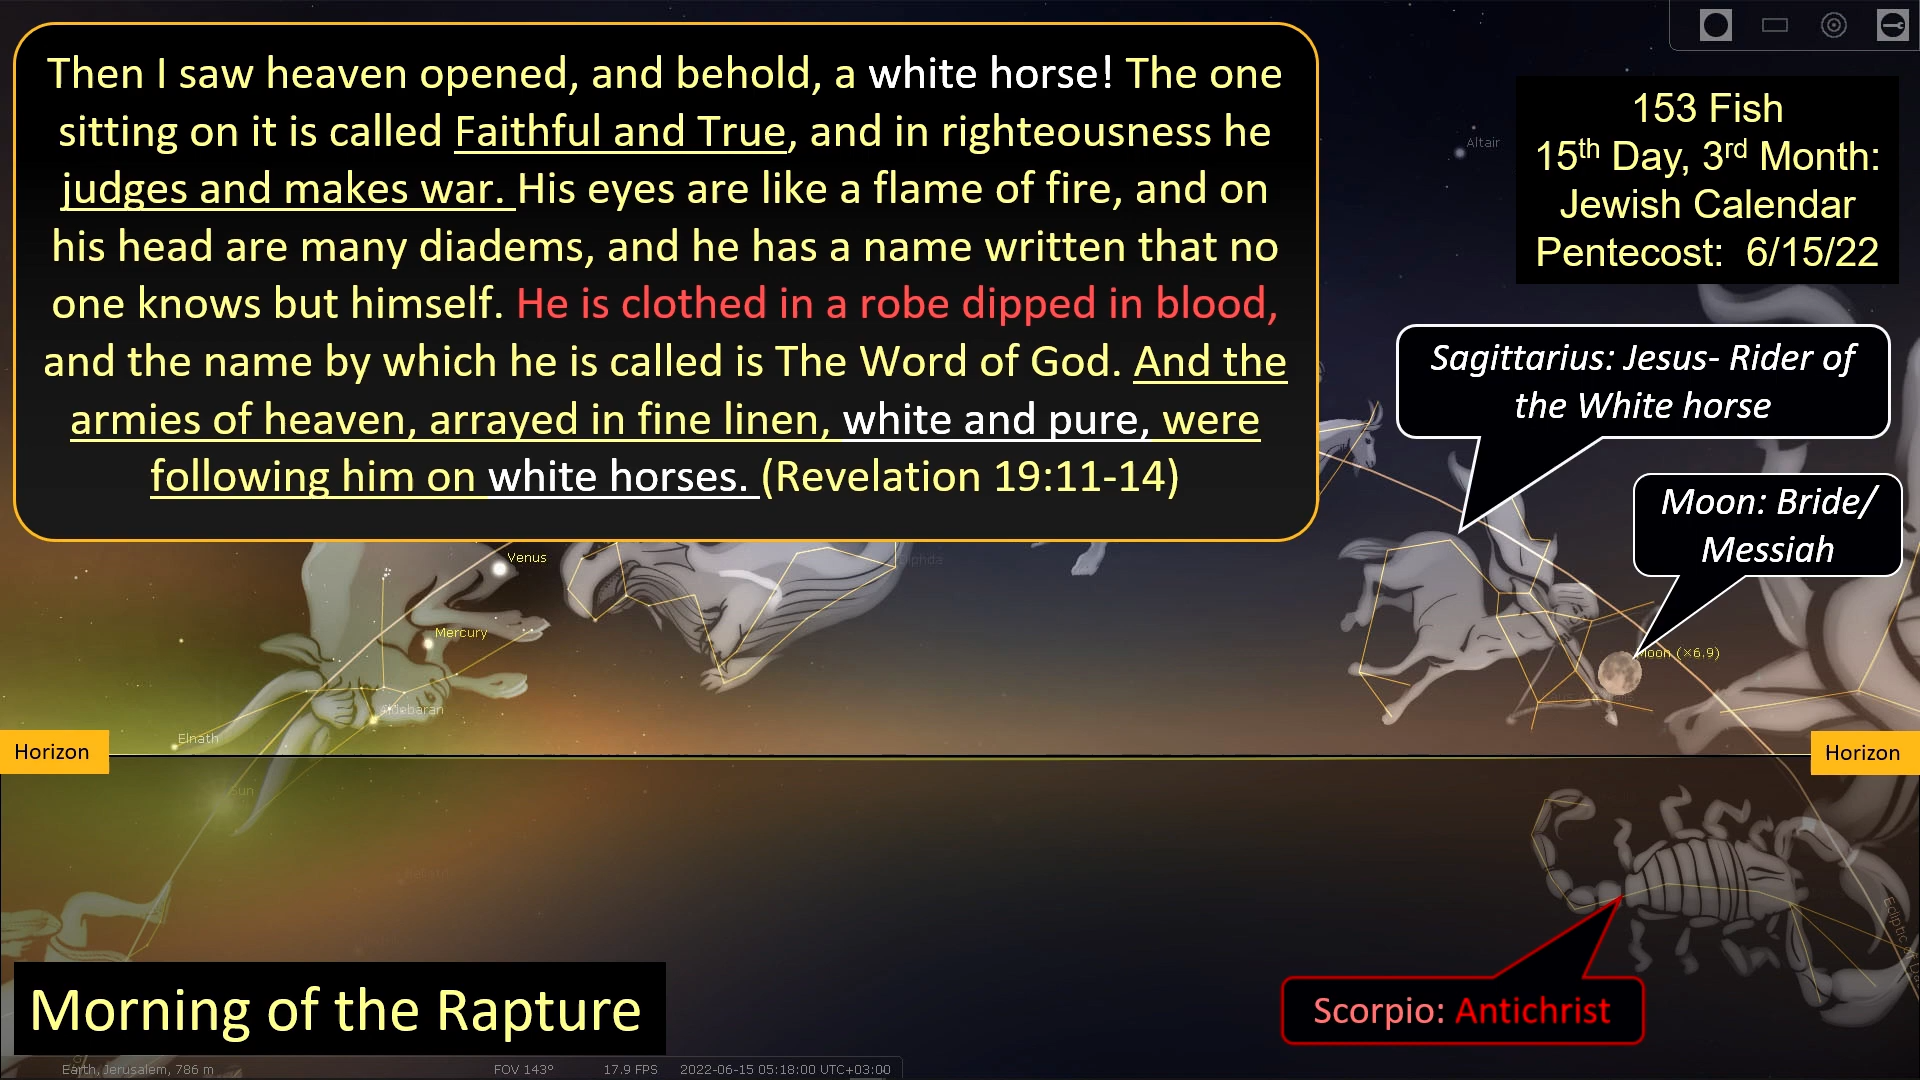 Then I saw heaven opened, and behold, a white horse! The one
sitting on it is called Faithful and True, and in righteousness he
judges and makes war. His eyes are like a flame of fire, and on
his head are many diadems, and he has a name written that no
one knows but himself. He is clothed in a robe dipped in blood,
and the name by which he is called is The Word of God. And the
armies of heaven, arrayed in fine linen, white and pure, were
following him on white horses. (Revelation 19:11-14)
153 Fish
15th Day, 3rd Month:
Jewish Calendar
Pentecost: 6/15/22
Altair
Sagittarius: Jesus- Rider of
the White horse
Moon: Bride/
Messiah
Moon (×6.9)
Venus
Diphda
Mercury
Aldebaran
Elnath
Horizon
Horizon
Sun
Scorpio: Antichrist
Morning of the Rapture
Earth, Jerusalem, 786 m
FOV 143°
17.9 FPS
2022-06-15 05:18:00 UTC+03:00